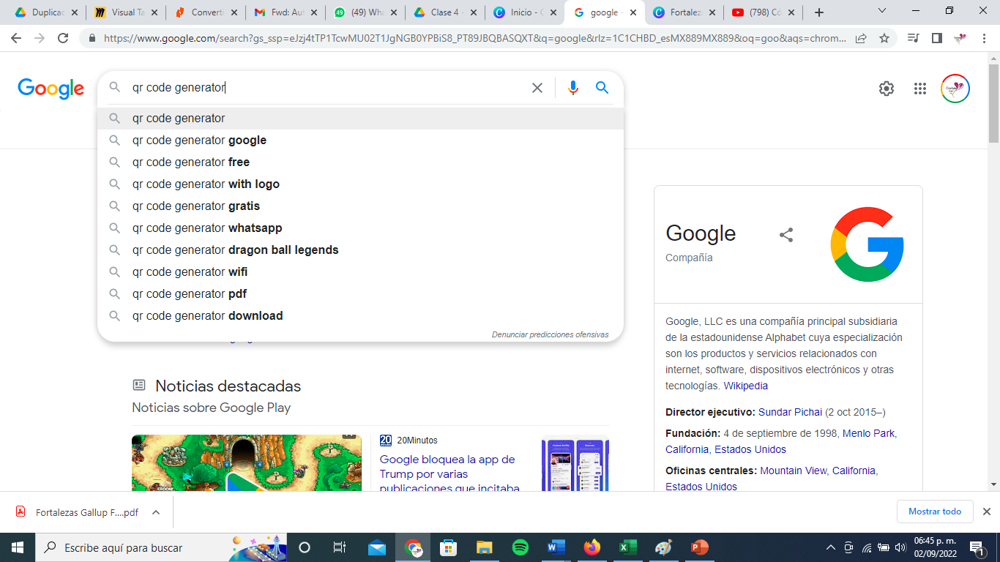 Duplicac
Visual Ta
Converti
Fwd: Aut
(49) Wha
Clase 4 -
Inicio - C
google -
Fortalez
(798) Có
https://www.google.com/search?gs_ssp=eJzj4tTP1TcwMU02T1JgNGB0YPBiS8_PT89JBQBASQXT&q=google&rlz=1C1CHBD_esMX889MX889&oq=goo&aqs=chrom...
Google
qr code generator
qr code generator
qr code generator google
qr code generator free
qr code generator with logo
qr code generator gratis
qr code generator whatsapp
qr code generator dragon ball legends
qr code generator wifi
qr code generator pdf
qr code generator download
Denunciar predicciones ofensivas
Noticias destacadas
Noticias sobre Google Play
20 20Minutos
Google bloquea la app de
Trump por varias
publicaciones que incitaba
Google
Compañía
Google, LLC es una compañía principal subsidiaria
de la estadounidense Alphabet cuya especialización
son los productos y servicios relacionados con
internet, software, dispositivos electrónicos y otras
tecnologías. Wikipedia
Director ejecutivo: Sundar Pichai (2 oct 2015–)
Fundación: 4 de septiembre de 1998, Menlo Park,
California, Estados Unidos
Oficinas centrales: Mountain View, California,
Estados Unidos
Fortalezas Gallup F....pdf
Mostrar todo
Escribe aquí para buscar
06:45 p. m.
02/09/2022
1